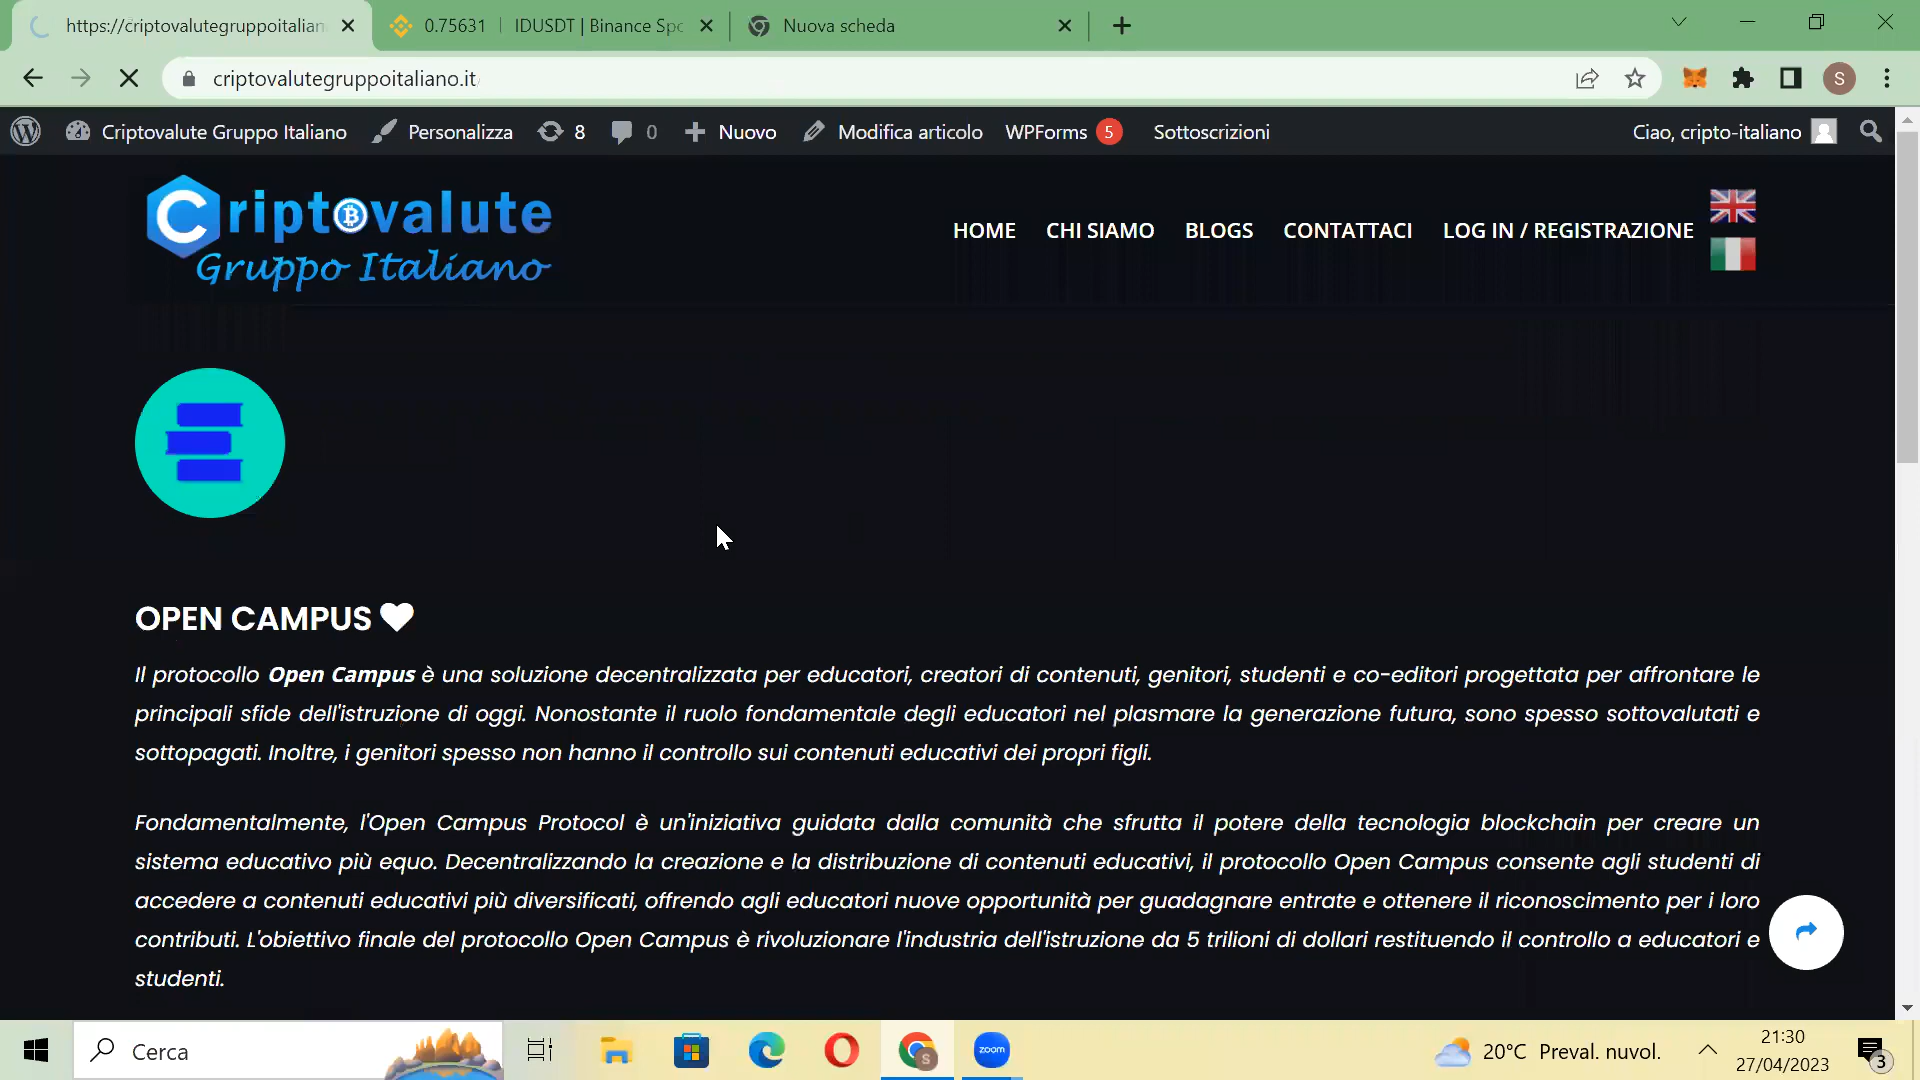 https://criptovalutegruppoitalian
0.75631 | IDUSDT | Binance Spo
Nuova scheda
criptovalutegruppoitaliano.it
S
Criptovalute Gruppo Italiano
Personalizza
8
0
Nuovo
Modifica articolo
WPForms 5
Sottoscrizioni
Ciao, cripto-italiano
Criptovalute
Gruppo Italiano
HOME
CHI SIAMO
BLOGS
CONTATTACI
LOG IN / REGISTRAZIONE
OPEN CAMPUS
Il protocollo Open Campus è una soluzione decentralizzata per educatori, creatori di contenuti, genitori, studenti e co-editori progettata per affrontare le
principali sfide dell'istruzione di oggi. Nonostante il ruolo fondamentale degli educatori nel plasmare la generazione futura, sono spesso sottovalutati e
sottopagati. Inoltre, i genitori spesso non hanno il controllo sui contenuti educativi dei propri figli.
Fondamentalmente, l'Open Campus Protocol è un'iniziativa guidata dalla comunità che sfrutta il potere della tecnologia blockchain per creare un
sistema educativo più equo. Decentralizzando la creazione e la distribuzione di contenuti educativi, il protocollo Open Campus consente agli studenti di
accedere a contenuti educativi più diversificati, offrendo agli educatori nuove opportunità per guadagnare entrate e ottenere il riconoscimento per i loro
contributi. L'obiettivo finale del protocollo Open Campus è rivoluzionare l'industria dell'istruzione da 5 trilioni di dollari restituendo il controllo a educatori e
studenti.
Cerca
S
zoom
20°C Preval. nuvol.
21:30
27/04/2023
3